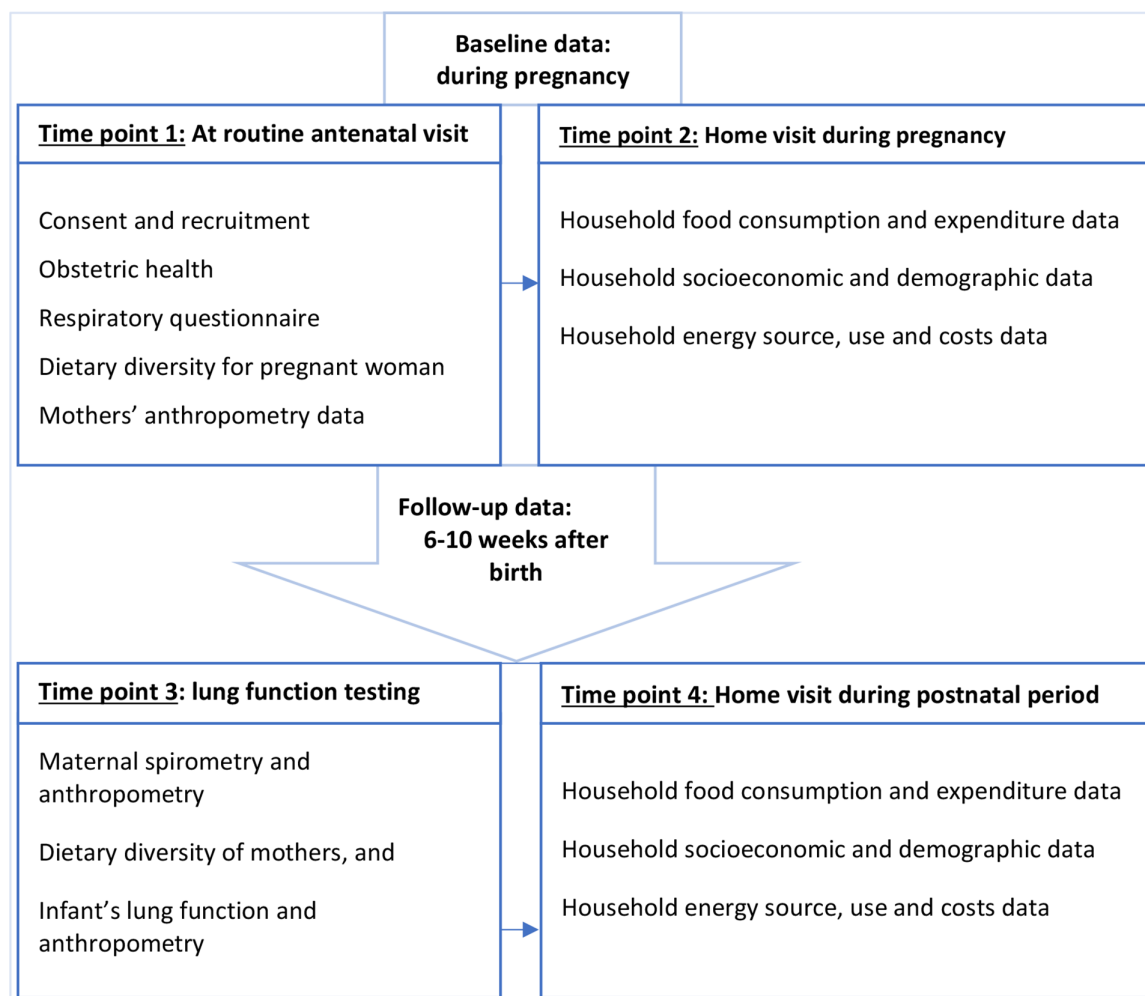 Baseline data:
during pregnancy
Time point 1: At routine antenatal visit
Consent and recruitment
Obstetric health
Respiratory questionnaire
Dietary diversity for pregnant woman
Mothers’ anthropometry data
Time point 2: Home visit during pregnancy
Household food consumption and expenditure data
Household socioeconomic and demographic data
Household energy source, use and costs data
Follow-up data:
6-10 weeks after
birth
Time point 3: lung function testing
Maternal spirometry and
anthropometry
Dietary diversity of mothers, and
Infant’s lung function and
anthropometry
Time point 4: Home visit during postnatal period
Household food consumption and expenditure data
Household socioeconomic and demographic data
Household energy source, use and costs data